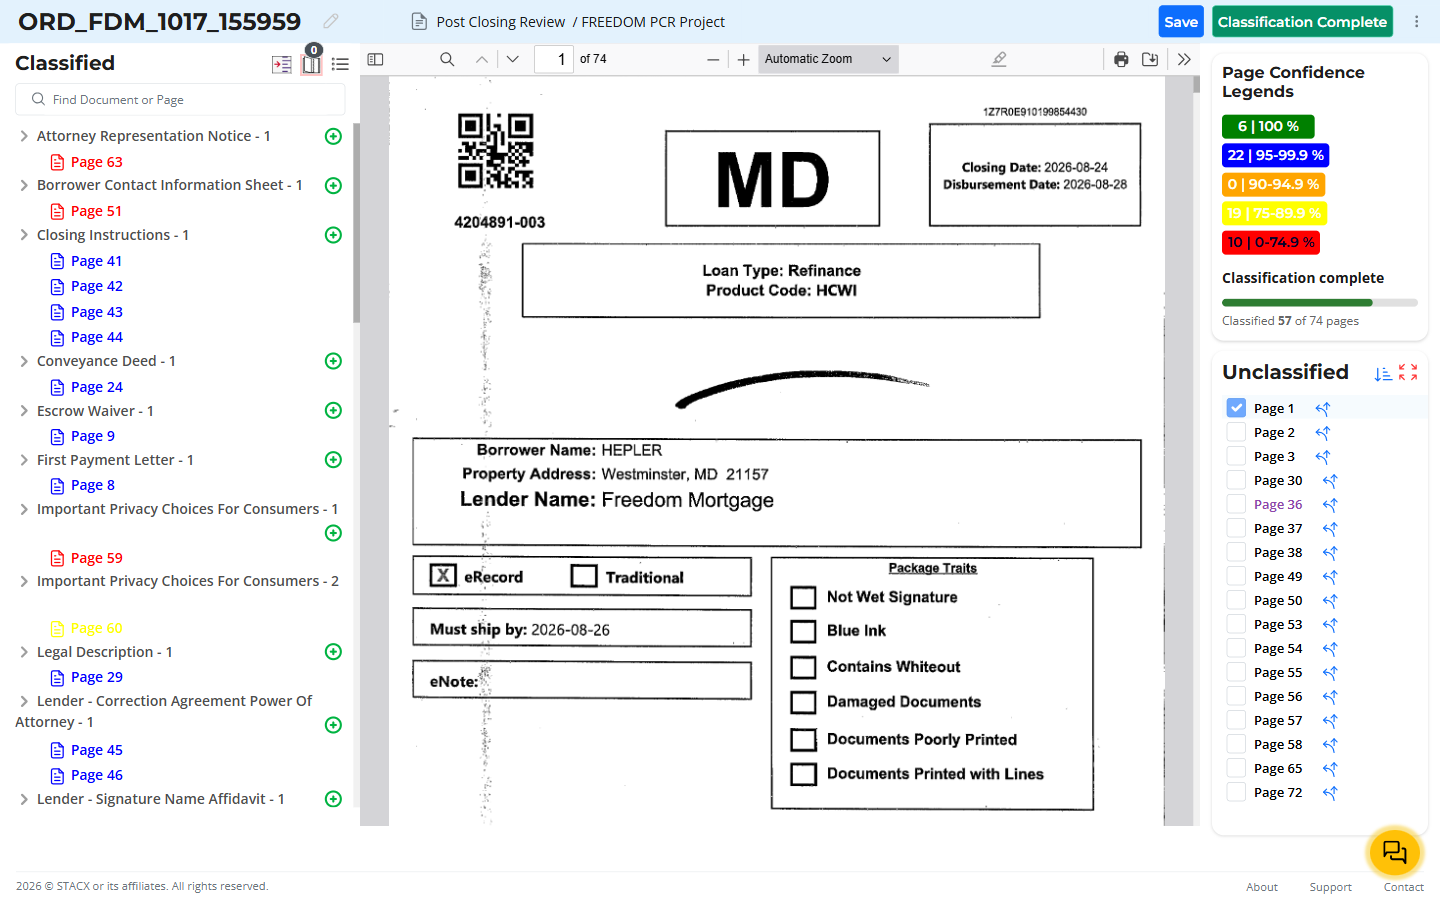 ORD_FDM_1017_155959
Post Closing Review / FREEDOM PCR Project
Save
Classification Complete
Classified
0
Find Document or Page
Attorney Representation Notice - 1
Page 63
Borrower Contact Information Sheet - 1
Page 51
Closing Instructions - 1
Page 41
Page 42
Page 43
Page 44
Conveyance Deed - 1
Page 24
Escrow Waiver - 1
Page 9
First Payment Letter - 1
Page 8
Important Privacy Choices For Consumers - 1
Page 59
Important Privacy Choices For Consumers - 2
Page 60
Legal Description - 1
Page 29
Lender - Correction Agreement Power Of
Attorney - 1
Page 45
Page 46
Lender - Signature Name Affidavit - 1
1 of 74
Automatic Zoom
1Z7R0E910199854430
4204891-003
MD
Closing Date: 2026-08-24
Disbursement Date: 2026-08-28
Loan Type: Refinance
Product Code: HCWI
Borrower Name: HEPLER
Property Address: Westminster, MD 21157
Lender Name: Freedom Mortgage
X eRecord Traditional
Must ship by: 2026-08-26
eNote:
Package Traits
Not Wet Signature
Blue Ink
Contains Whiteout
Damaged Documents
Documents Poorly Printed
Documents Printed with Lines
Page Confidence
Legends
6 | 100 %
22 | 95-99.9 %
0 | 90-94.9 %
19 | 75-89.9 %
10 | 0-74.9 %
Classification complete
Classified 57 of 74 pages
Unclassified
Page 1
Page 2
Page 3
Page 30
Page 36
Page 37
Page 38
Page 49
Page 50
Page 53
Page 54
Page 55
Page 56
Page 57
Page 58
Page 65
Page 72
2026 © STACX or its affiliates. All rights reserved.
About Support Contact